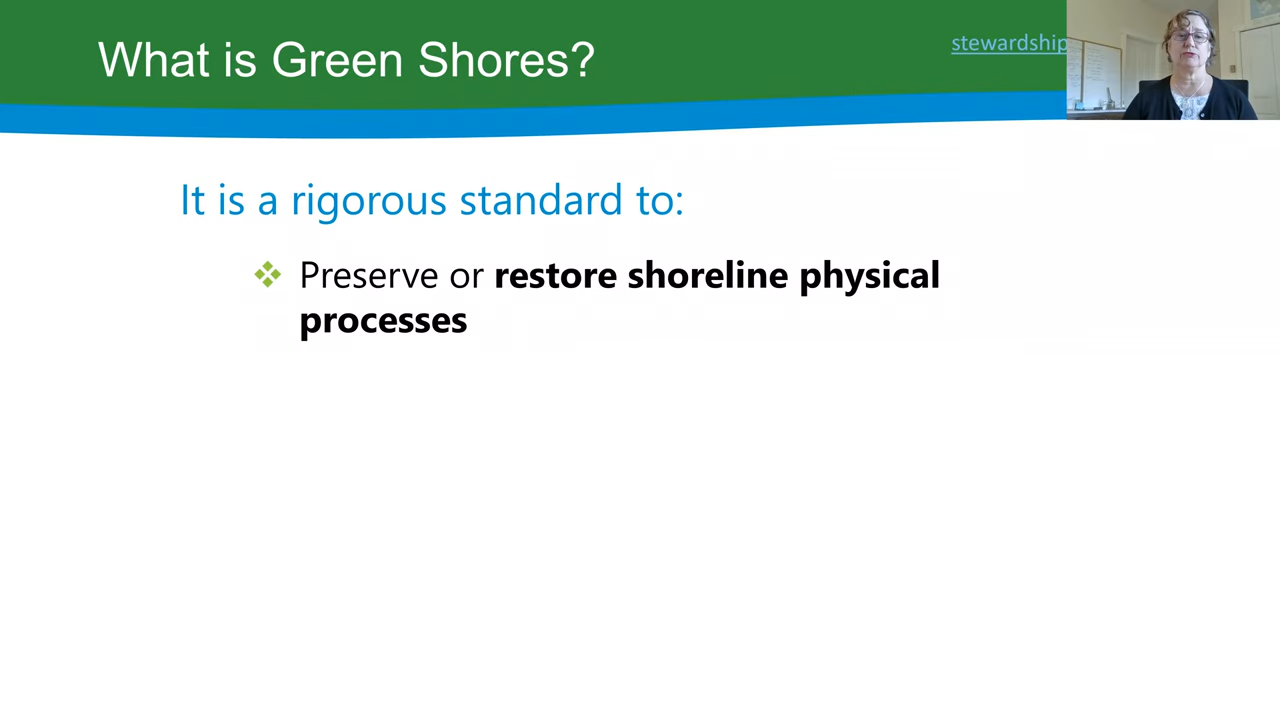 What is Green Shores?
stewardship
It is a rigorous standard to:
Preserve or restore shoreline physical
processes